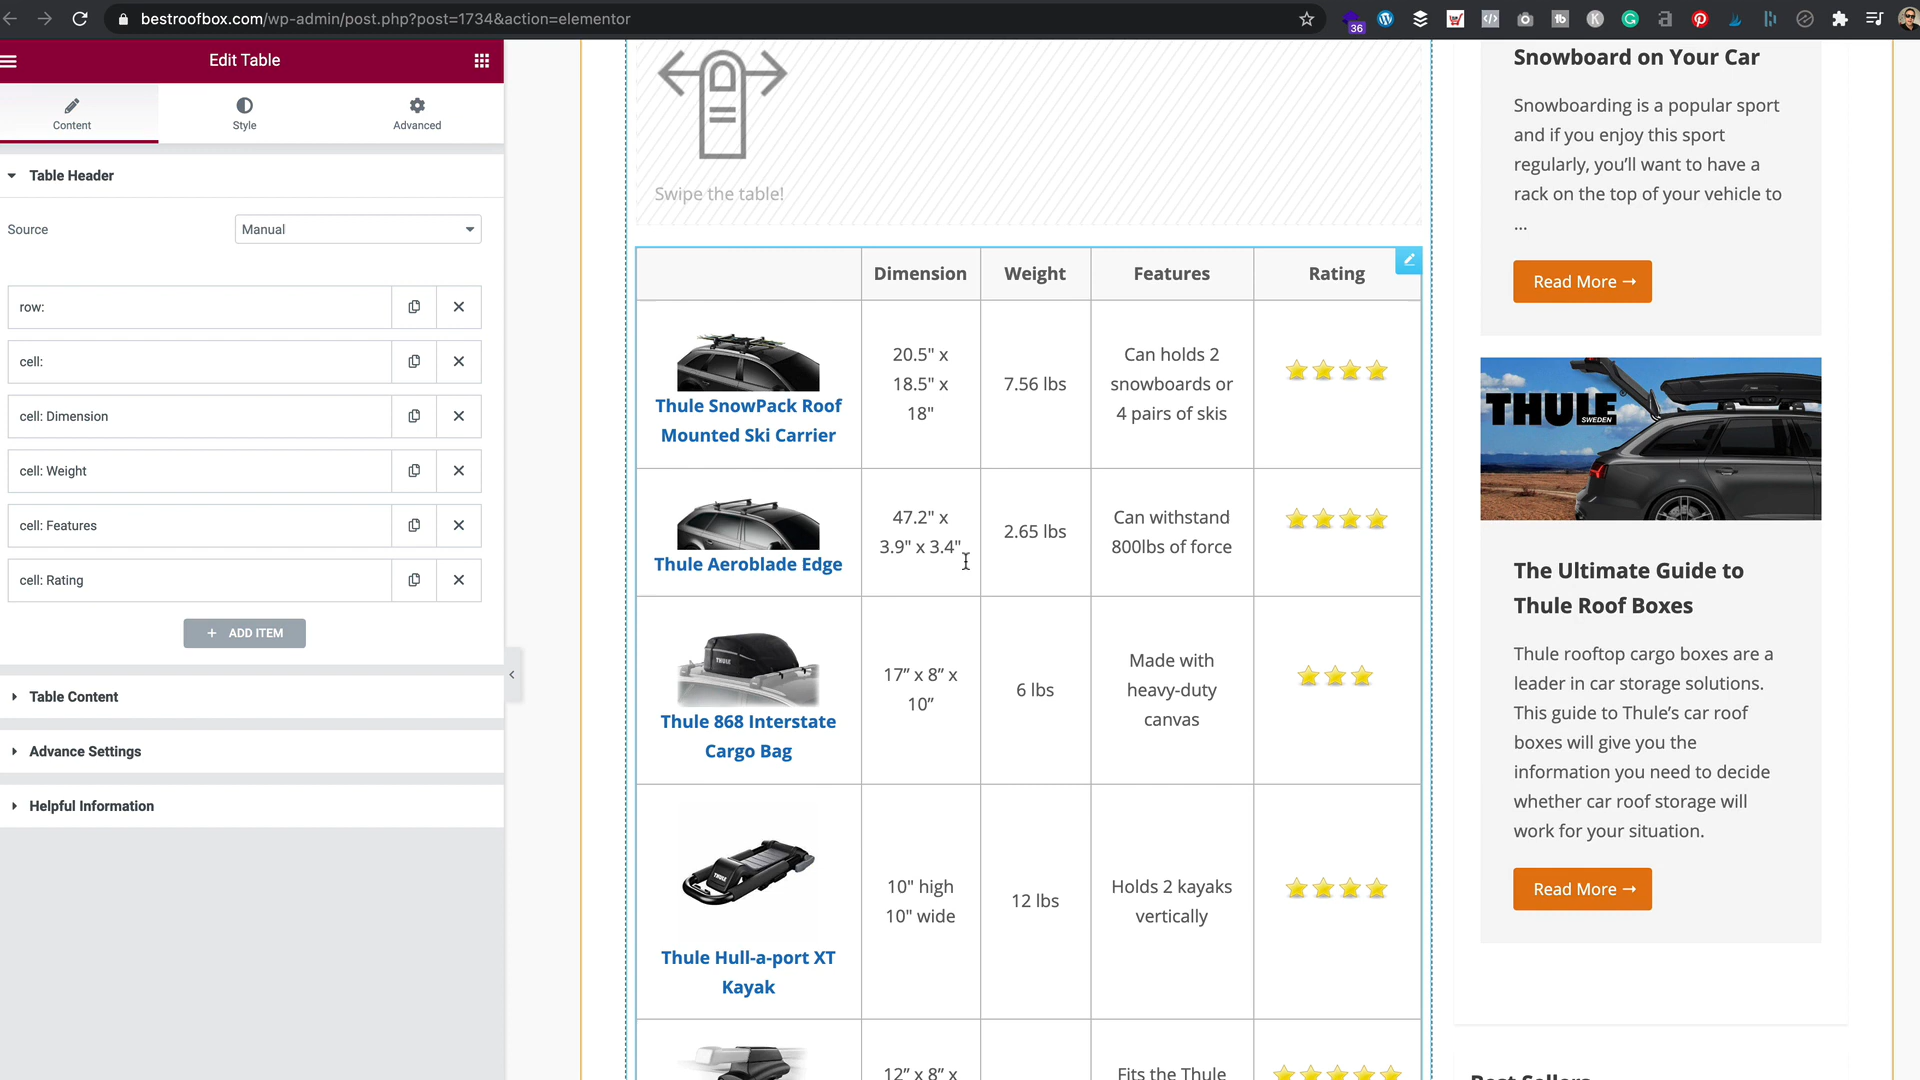 bestroofbox.com/wp-admin/post.php?post=1734&action=elementor
36
Edit Table
Content
Style
Advanced
Table Header
Source
Manual
row:
cell:
cell: Dimension
cell: Weight
cell: Features
cell: Rating
+ ADD ITEM
Table Content
Advance Settings
Helpful Information
Swipe the table!
Dimension
Weight
Features
Rating
Thule SnowPack Roof
Mounted Ski Carrier
20.5" x
18.5" x
18"
7.56 lbs
Can holds 2
snowboards or
4 pairs of skis
Thule Aeroblade Edge
47.2" x
3.9" x 3.4"
2.65 lbs
Can withstand
800lbs of force
THULE
Thule 868 Interstate
Cargo Bag
17” x 8” x
10”
6 lbs
Made with
heavy-duty
canvas
THULE
Thule Hull-a-port XT
Kayak
10" high
10" wide
12 lbs
Holds 2 kayaks
vertically
12” x 8” x
Fits the Thule
Snowboard on Your Car
Snowboarding is a popular sport
and if you enjoy this sport
regularly, you’ll want to have a
rack on the top of your vehicle to
...
Read More →
THULE
SWEDEN
The Ultimate Guide to
Thule Roof Boxes
Thule rooftop cargo boxes are a
leader in car storage solutions.
This guide to Thule’s car roof
boxes will give you the
information you need to decide
whether car roof storage will
work for your situation.
Read More →
Best Sellers